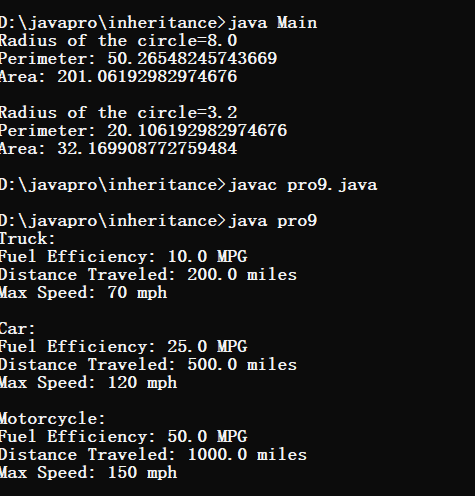 D:\javapro\inheritance>java Main
Radius of the circle=8.0
Perimeter: 50.26548245743669
Area: 201.06192982974676
Radius of the circle=3.2
Perimeter: 20.106192982974676
Area: 32.169908772759484
D:\javapro\inheritance>javac pro9.java
D:\javapro\inheritance>java pro9
Truck:
Fuel Efficiency: 10.0 MPG
Distance Traveled: 200.0 miles
Max Speed: 70 mph
Car:
Fuel Efficiency: 25.0 MPG
Distance Traveled: 500.0 miles
Max Speed: 120 mph
Motorcycle:
Fuel Efficiency: 50.0 MPG
Distance Traveled: 1000.0 miles
Max Speed: 150 mph